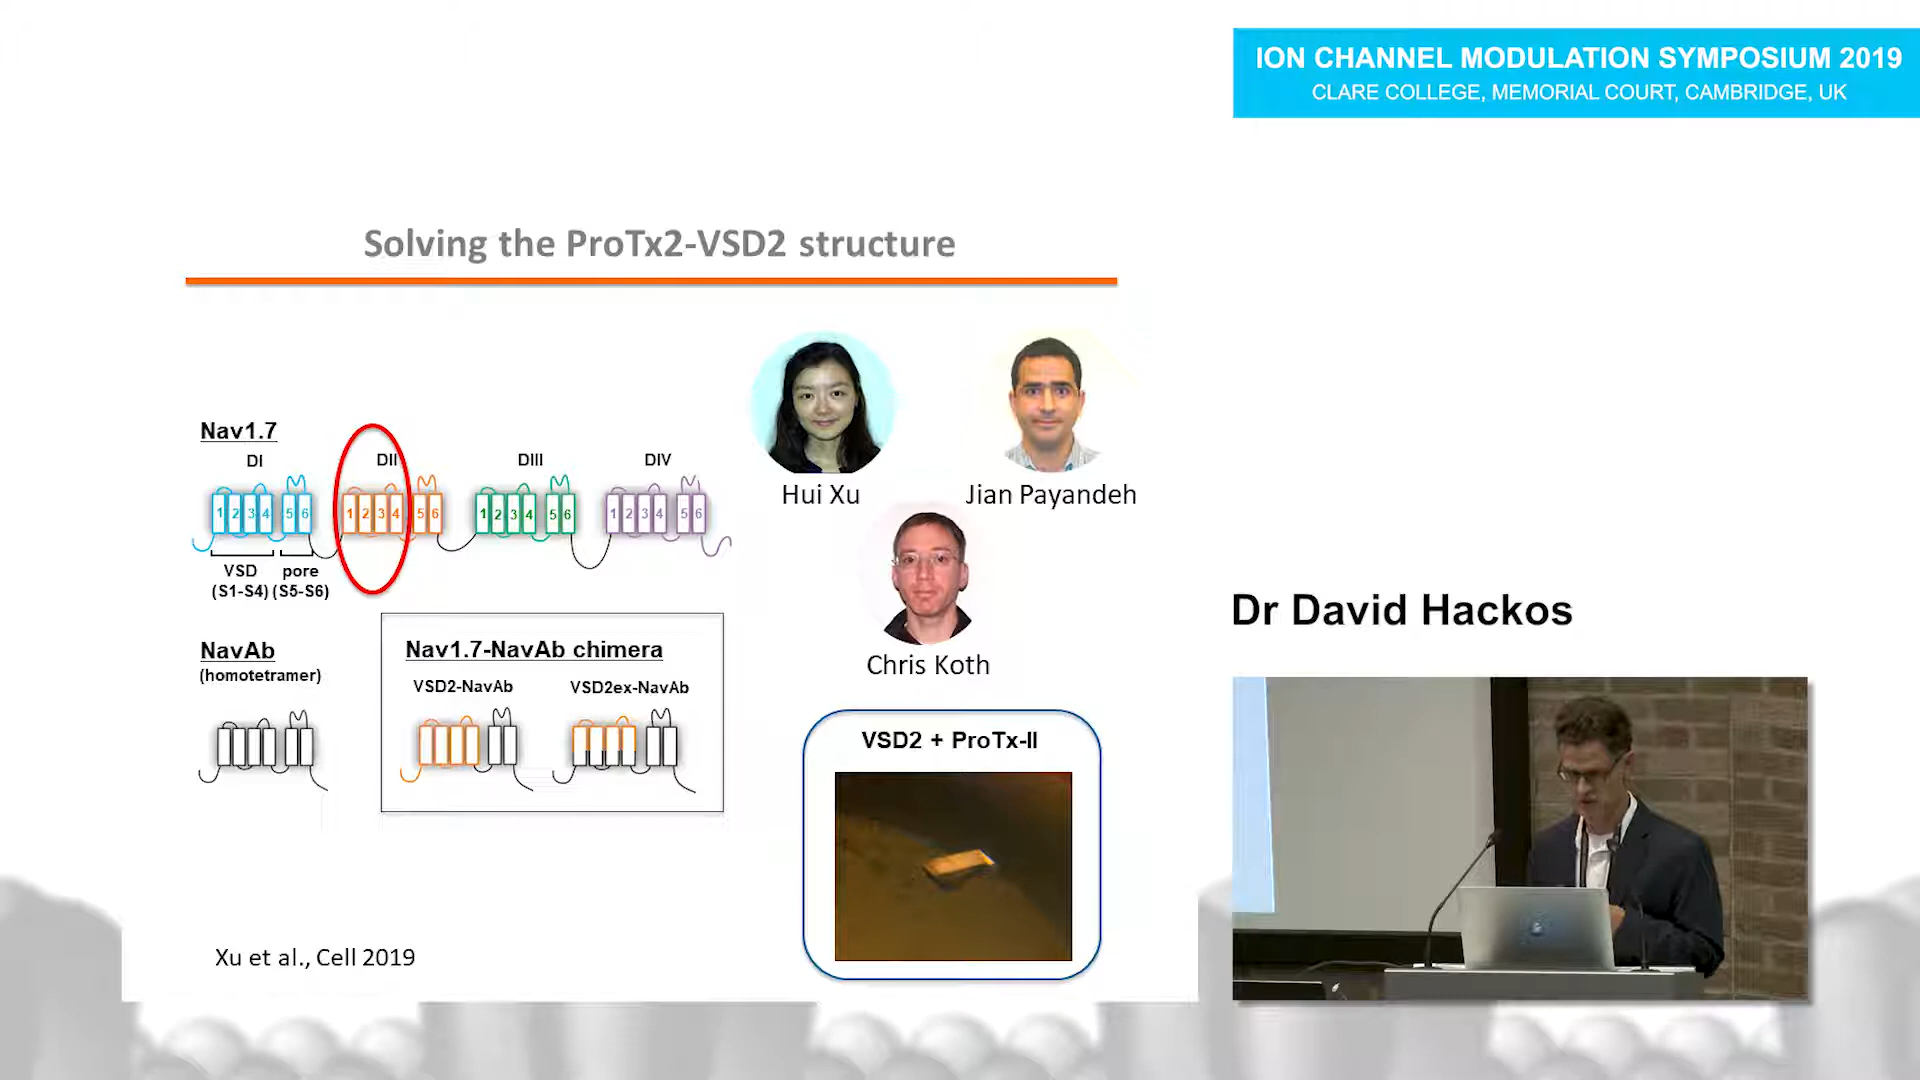 ION CHANNEL MODULATION SYMPOSIUM 2019
CLARE COLLEGE, MEMORIAL COURT, CAMBRIDGE, UK
Solving the ProTx2-VSD2 structure
Nav1.7
DI
DII
DIII
DIV
1 2 3 4 5 6
1 2 3 4 5 6
1 2 3 4 5 6
1 2 3 4 5 6
VSD
(S1-S4)
pore
(S5-S6)
Hui Xu
Jian Payandeh
Chris Koth
NavAb
(homotetramer)
Nav1.7-NavAb chimera
VSD2-NavAb
VSD2ex-NavAb
VSD2 + ProTx-II
Xu et al., Cell 2019
Dr David Hackos